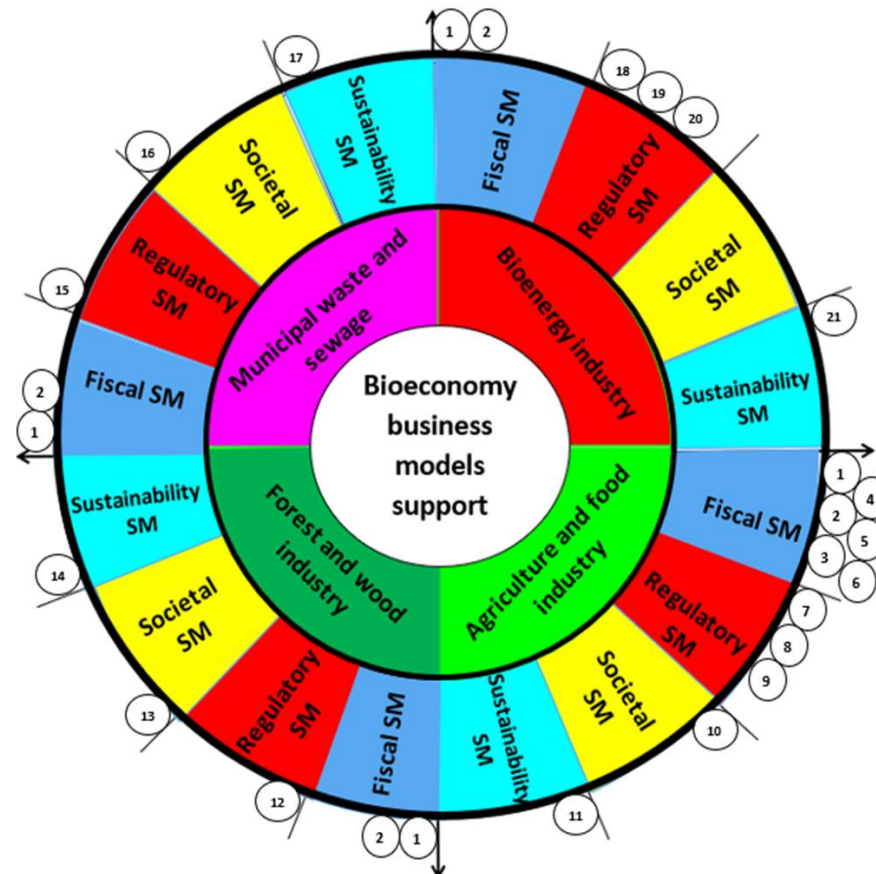 Bioeconomy
business
models
support
Bioenergy industry
Agriculture and food
industry
Forest and wood
industry
Municipal waste and
sewage
1
2
Fiscal SM
18
19
20
Regulatory
SM
Societal
SM
21
Sustainability
SM
1
2
3
4
5
6
Fiscal SM
7
8
9
Regulatory
SM
10
Societal
SM
11
Sustainability
SM
1
2
Fiscal SM
12
Regulatory
SM
13
Societal
SM
14
Sustainability
SM
1
2
Fiscal SM
15
Regulatory
SM
16
Societal
SM
17
Sustainability
SM